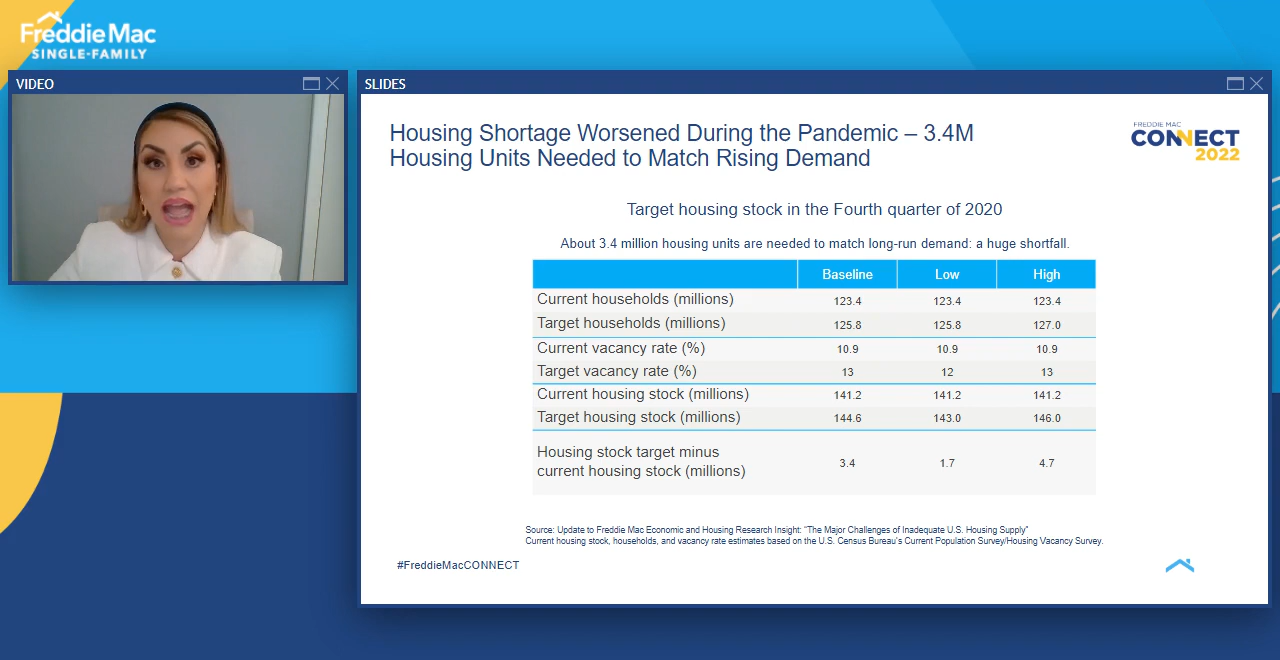 Freddie Mac
SINGLE-FAMILY
VIDEO
SLIDES
Housing Shortage Worsened During the Pandemic – 3.4M
Housing Units Needed to Match Rising Demand
FREDDIE MAC
CONNECT
2022
Target housing stock in the Fourth quarter of 2020
About 3.4 million housing units are needed to match long-run demand: a huge shortfall.
Baseline Low High
Current households (millions) 123.4 123.4 123.4
Target households (millions) 125.8 125.8 127.0
Current vacancy rate (%) 10.9 10.9 10.9
Target vacancy rate (%) 13 12 13
Current housing stock (millions) 141.2 141.2 141.2
Target housing stock (millions) 144.6 143.0 146.0
Housing stock target minus
current housing stock (millions) 3.4 1.7 4.7
Source: Update to Freddie Mac Economic and Housing Research Insight: “The Major Challenges of Inadequate U.S. Housing Supply”
Current housing stock, households, and vacancy rate estimates based on the U.S. Census Bureau's Current Population Survey/Housing Vacancy Survey.
#FreddieMacCONNECT